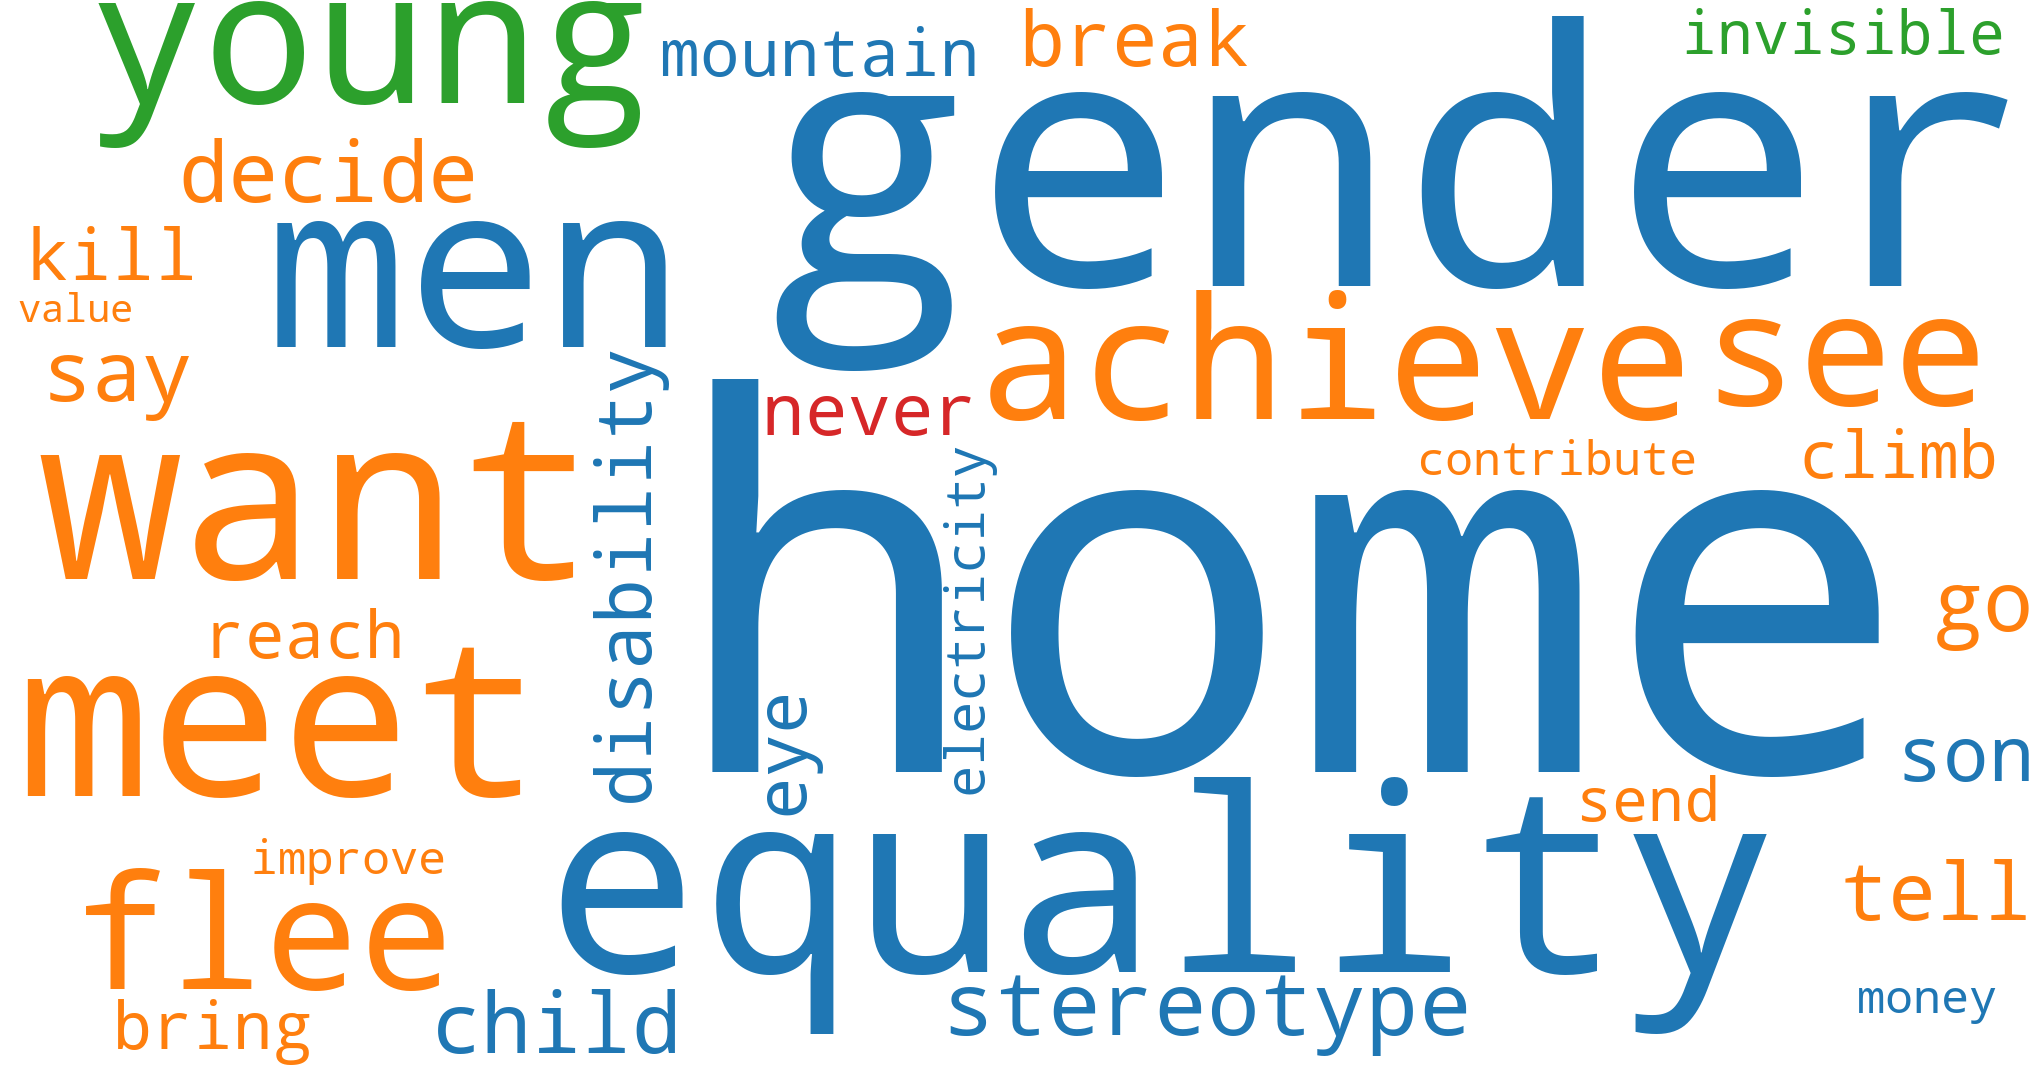 young
mountain
break
invisible
gender
decide
men
kill
value
say
achieve
see
never
want
disability
home
electricity
contribute
climb
go
reach
meet
eye
son
send
equality
improve
flee
tell
bring
child
stereotype
money